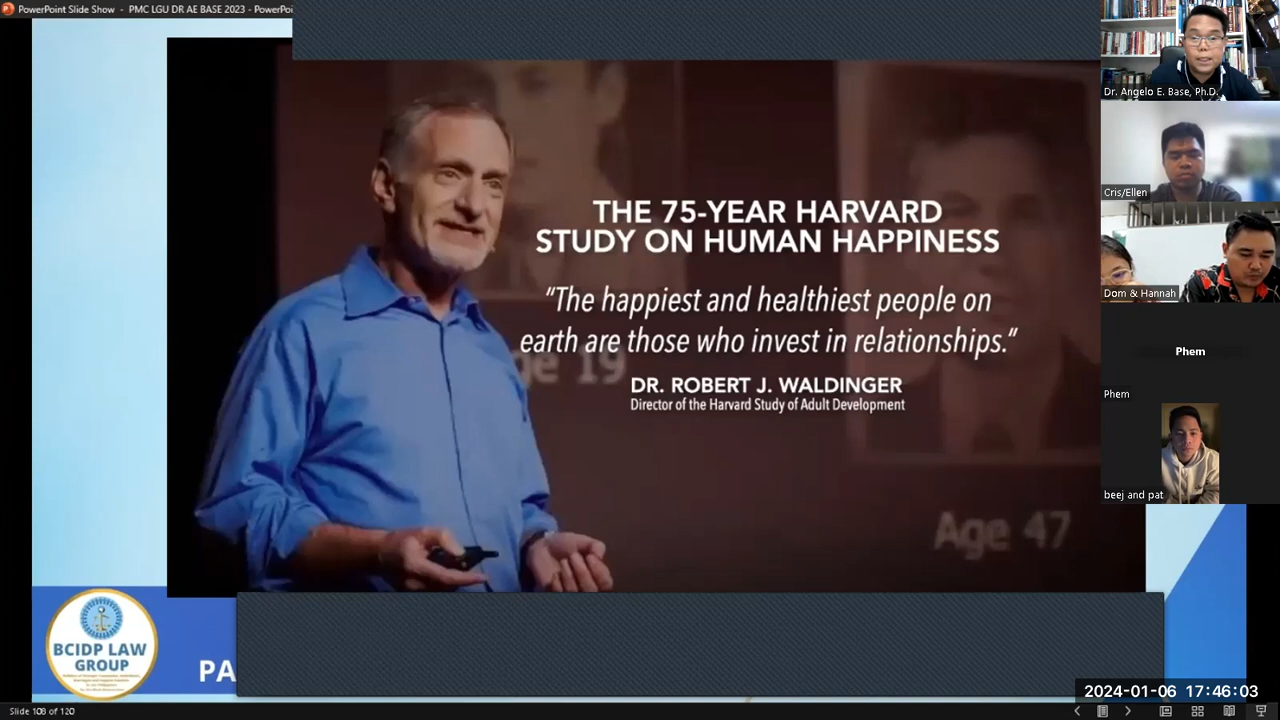 PowerPoint Slide Show - PMC LGU DR AE BASE 2023 - PowerPoi
THE 75-YEAR HARVARD
STUDY ON HUMAN HAPPINESS
“The happiest and healthiest people on
earth are those who invest in relationships.”
ge 19
DR. ROBERT J. WALDINGER
Director of the Harvard Study of Adult Development
Age 47
Dr. Angelo E. Base, Ph.D.
Cris/Ellen
Dom & Hannah
Phem
Phem
beej and pat
BCIDP LAW
GROUP
PA
2024-01-06 17:46:03
Slide 108 of 120